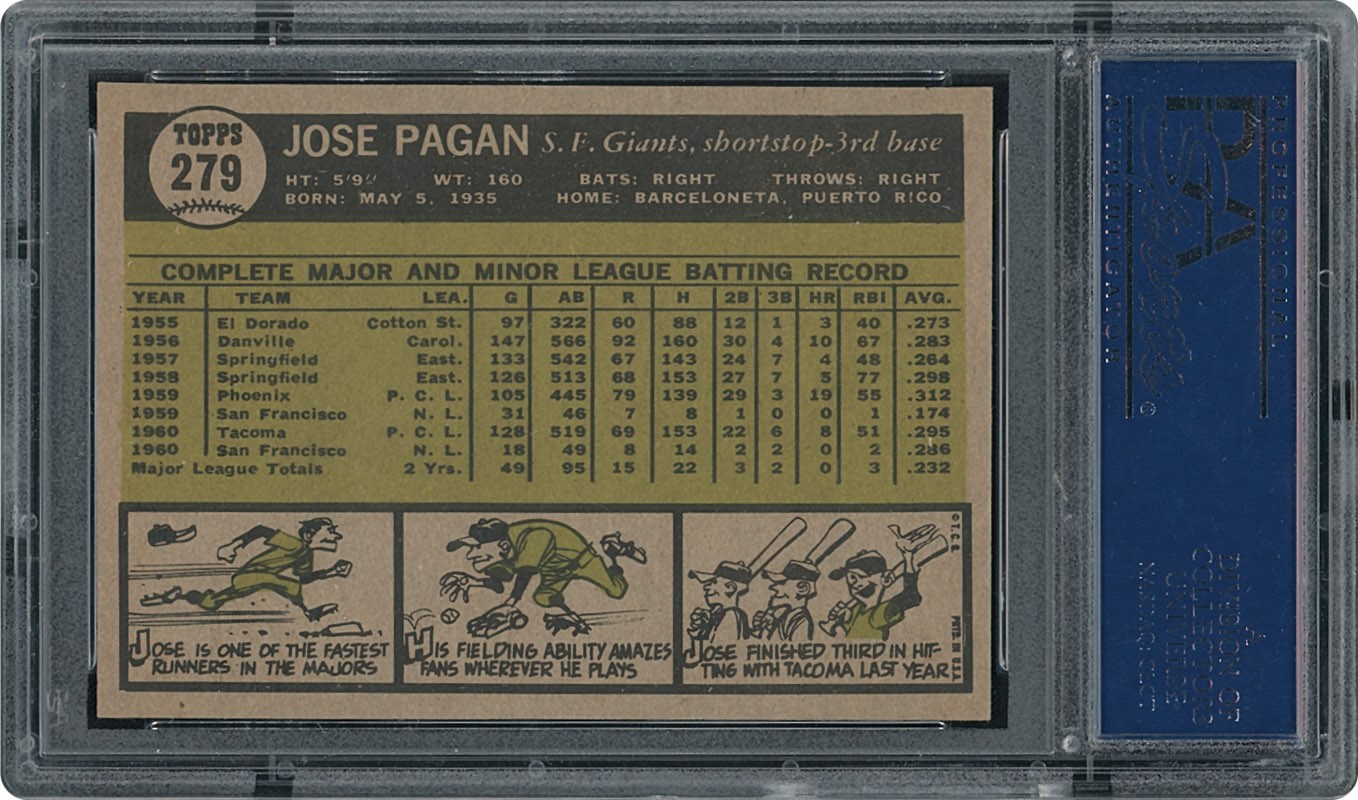 TOPPS
279
JOSE PAGAN S. F. Giants, shortstop-3rd base
HT: 5'9" WT: 160 BATS: RIGHT THROWS: RIGHT
BORN: MAY 5, 1935 HOME: BARCELONETA, PUERTO RICO
COMPLETE MAJOR AND MINOR LEAGUE BATTING RECORD
YEAR TEAM LEA. G AB R H 2B 3B HR RBI AVG.
1955 El Dorado Cotton St. 97 322 60 88 12 1 3 40 .273
1956 Danville Carol. 147 566 92 160 30 4 10 67 .283
1957 Springfield East. 133 542 67 143 24 7 4 48 .264
1958 Springfield East. 126 513 68 153 27 7 5 77 .298
1959 Phoenix P. C. L. 105 445 79 139 29 3 19 55 .312
1959 San Francisco N. L. 31 46 7 8 1 0 0 1 .174
1960 Tacoma P. C. L. 128 519 69 153 22 6 8 51 .295
1960 San Francisco N. L. 18 49 8 14 2 2 0 2 .286
Major League Totals 2 Yrs. 49 95 15 22 3 2 0 3 .232
JOSE IS ONE OF THE FASTEST
RUNNERS IN THE MAJORS
HIS FIELDING ABILITY AMAZES
FANS WHEREVER HE PLAYS
JOSE FINISHED THIRD IN HIT-
TING WITH TACOMA LAST YEAR
© T.C.G.
PRTD. IN U.S.A.
PROFESSIONAL
PSA
AUTHENTICATOR
A
DIVISION OF
COLLECTORS
UNIVERSE